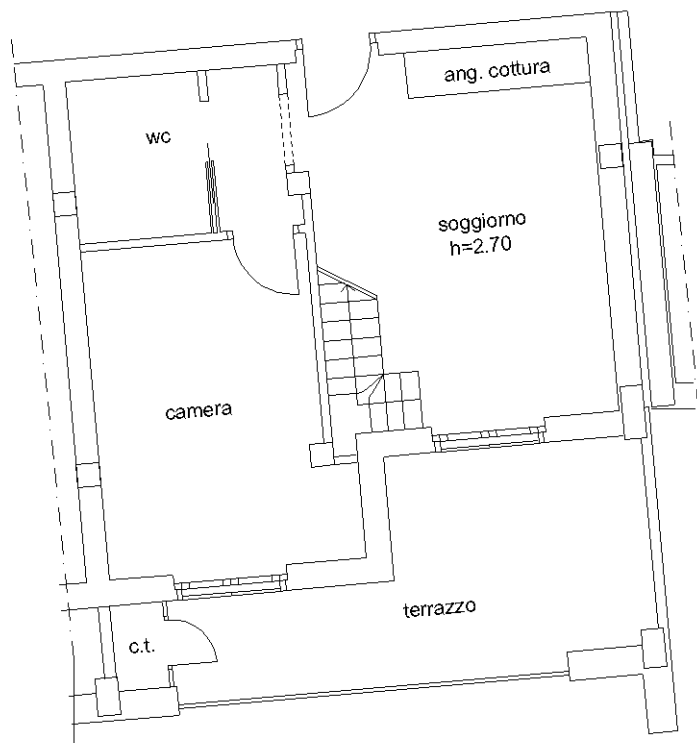 ang. cottura
wc
soggiorno
h=2.70
camera
terrazzo
c.t.